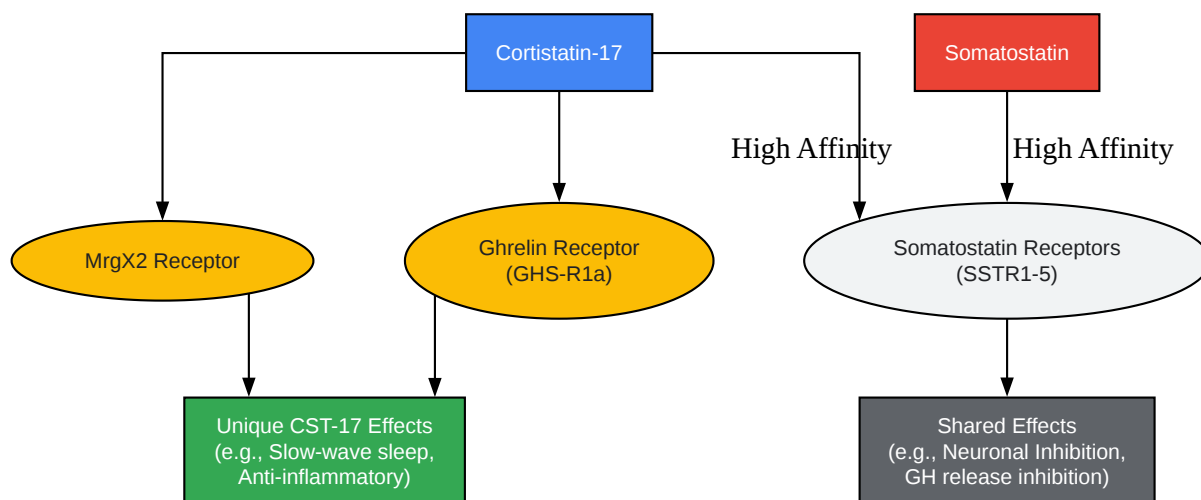 Cortistatin-17
Somatostatin
High Affinity
High Affinity
MrgX2 Receptor
Ghrelin Receptor
(GHS-R1a)
Somatostatin Receptors
(SSTR1-5)
Unique CST-17 Effects
(e.g., Slow-wave sleep,
Anti-inflammatory)
Shared Effects
(e.g., Neuronal Inhibition,
GH release inhibition)